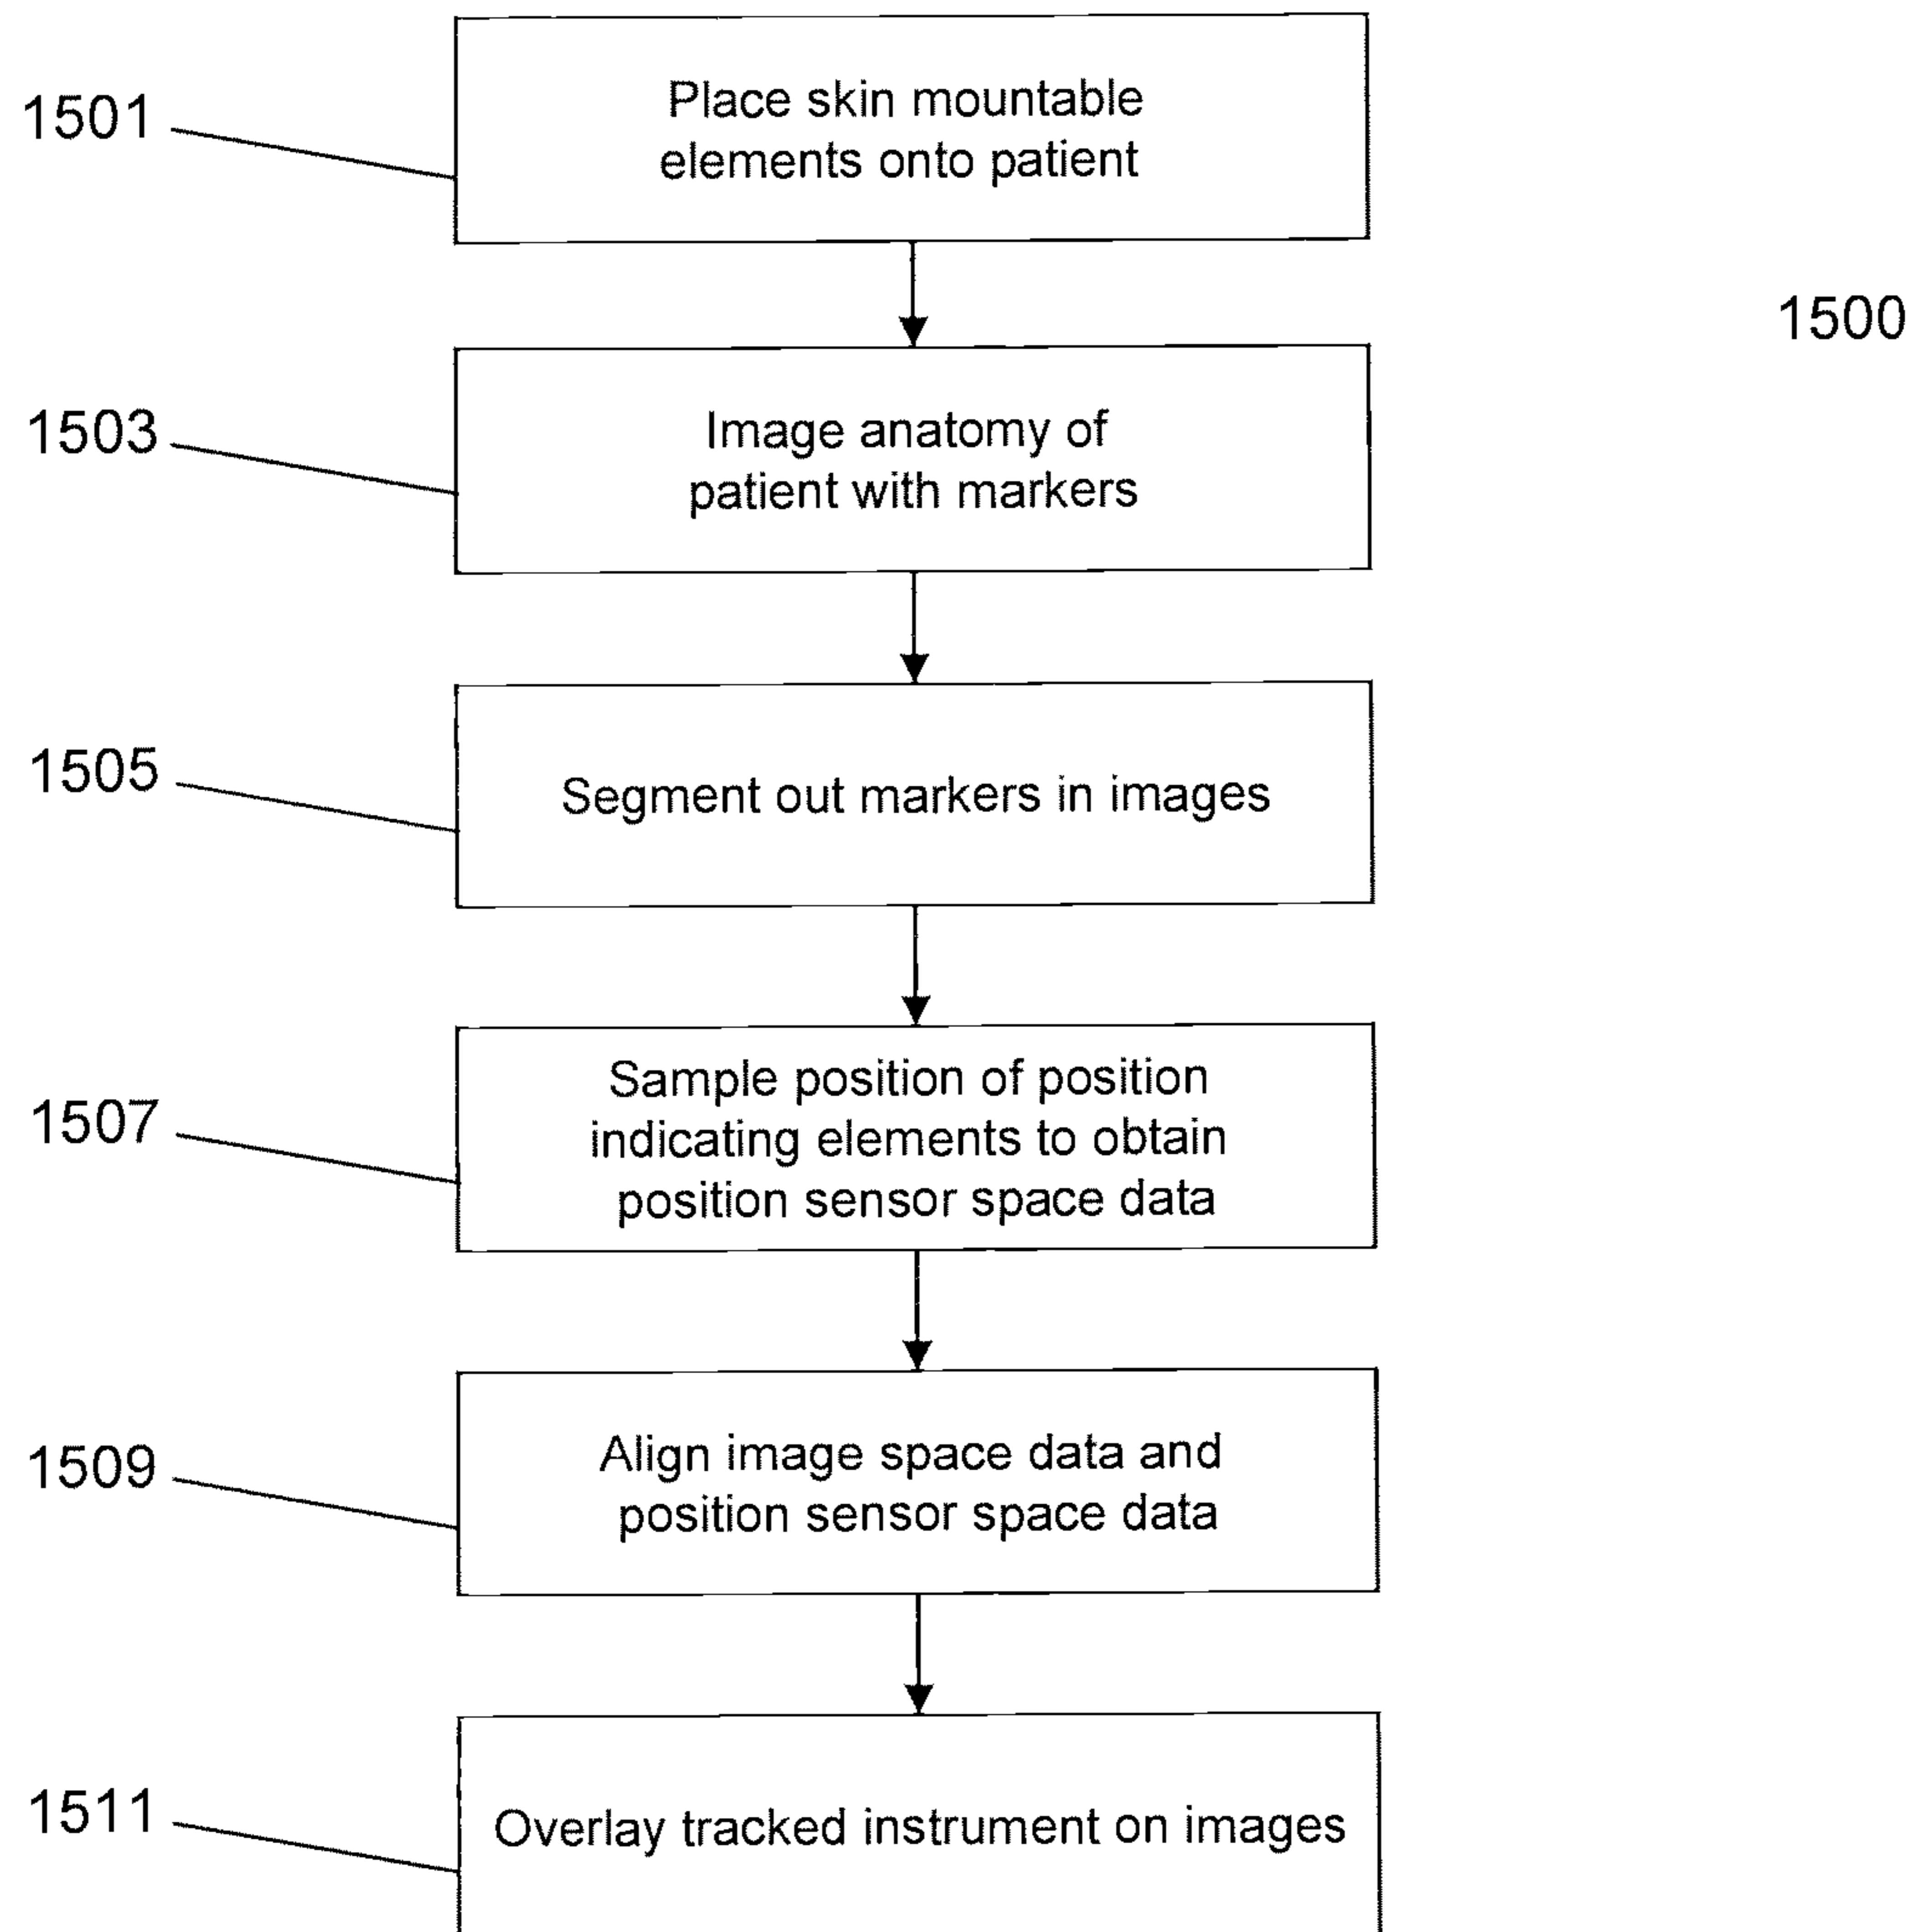 1501
Place skin mountable
elements onto patient
1500
1503
Image anatomy of
patient with markers
1505
Segment out markers in images
1507
Sample position of position
indicating elements to obtain
position sensor space data
1509
Align image space data and
position sensor space data
1511
Overlay tracked instrument on images